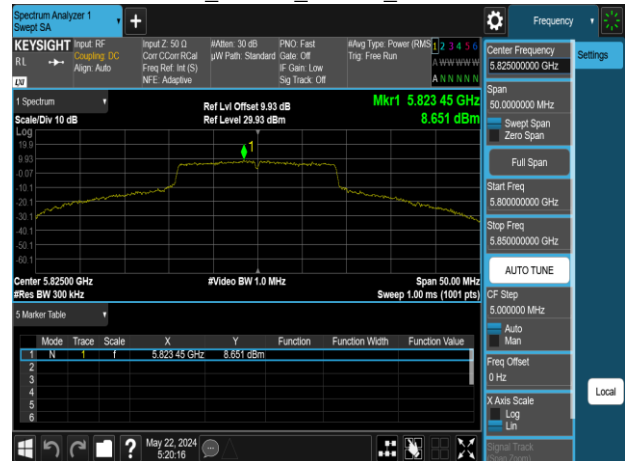 Spectrum Analyzer 1
Swept SA
Frequency
KEYSIGHT
RL
LXI
Input: RF
Coupling: DC
Align: Auto
Input Z: 50 Ω
Corr CCorr RCal
Freq Ref: Int (S)
NFE: Adaptive
#Atten: 30 dB
µW Path: Standard
PNO: Fast
Gate: Off
IF Gain: Low
Sig Track: Off
#Avg Type: Power (RMS
Trig: Free Run
1 2 3 4 5 6
A W W W W W
A N N N N N
1 Spectrum
Scale/Div 10 dB
Ref Lvl Offset 9.93 dB
Ref Level 29.93 dBm
Mkr1 5.823 45 GHz
8.651 dBm
Log
19.9
9.93
-0.07
-10.1
-20.1
-30.1
-40.1
-50.1
-60.1
1
Center 5.82500 GHz
#Res BW 300 kHz
#Video BW 1.0 MHz
Span 50.00 MHz
Sweep 1.00 ms (1001 pts)
5 Marker Table
Mode Trace Scale X Y Function Function Width Function Value
1 N 1 f 5.823 45 GHz 8.651 dBm
2
3
4
5
6
May 22, 2024
5:20:16
Center Frequency
5.825000000 GHz
Span
50.0000000 MHz
Swept Span
Zero Span
Full Span
Start Freq
5.800000000 GHz
Stop Freq
5.850000000 GHz
AUTO TUNE
CF Step
5.000000 MHz
Auto
Man
Freq Offset
0 Hz
X Axis Scale
Log
Lin
Signal Track
(Span Zoom)
Settings
Local